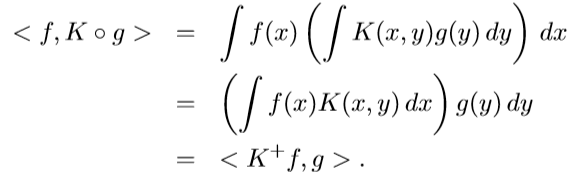 < f, K ∘ g > = ∫ f(x) (∫ K(x, y)g(y) dy) dx
= (∫ f(x)K(x, y) dx) g(y) dy
= < K⁺f, g > .